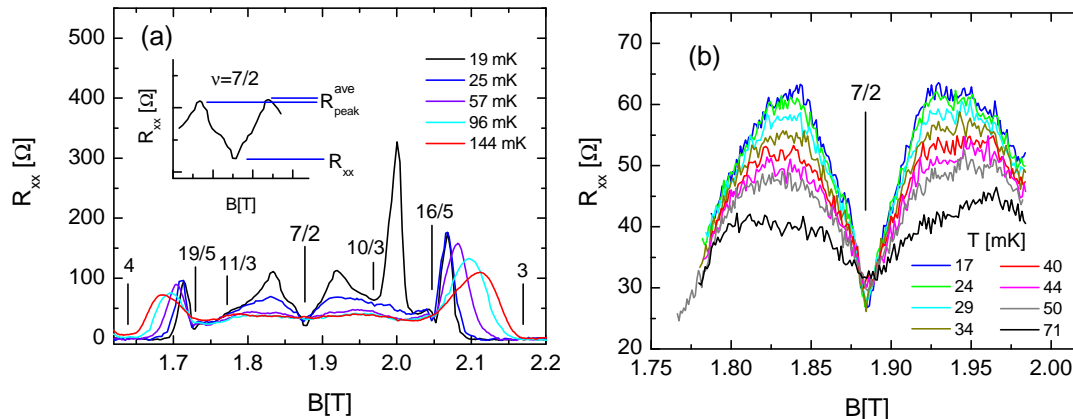 (a)
R_xx [Ω]
500
400
300
200
100
0
1.7
1.8
1.9
2.0
2.1
2.2
B[T]
ν=7/2
R_xx [Ω]
R_peak^ave
R_xx
B[T]
19 mK
25 mK
57 mK
96 mK
144 mK
4
19/5
11/3
7/2
10/3
16/5
3
(b)
R_xx [Ω]
70
60
50
40
30
20
1.75
1.80
1.85
1.90
1.95
2.00
B[T]
7/2
T [mK]
17
24
29
34
40
44
50
71